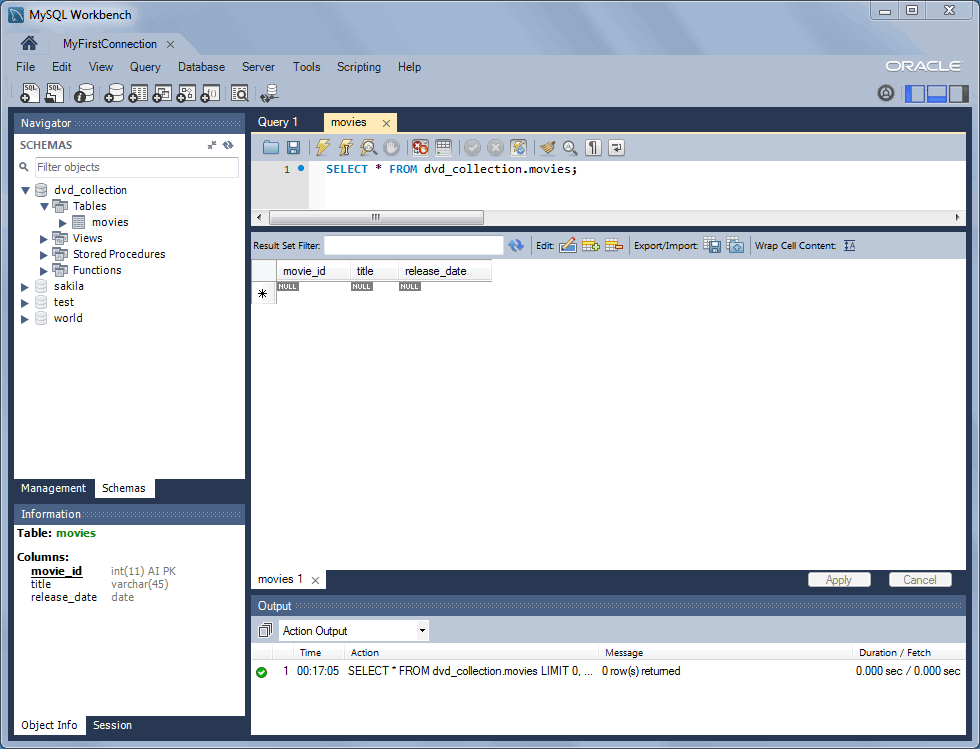 MySQL Workbench
MyFirstConnection
File Edit View Query Database Server Tools Scripting Help
ORACLE
Navigator
SCHEMAS
Filter objects
dvd_collection
Tables
movies
Views
Stored Procedures
Functions
sakila
test
world
Management Schemas
Information
Table: movies
Columns:
movie_id int(11) AI PK
title varchar(45)
release_date date
Object Info Session
Query 1 movies
1 SELECT * FROM dvd_collection.movies;
Result Set Filter: Edit: Export/Import: Wrap Cell Content:
movie_id title release_date
NULL NULL NULL
movies 1 Apply Cancel
Output
Action Output
Time Action Message Duration / Fetch
1 00:17:05 SELECT * FROM dvd_collection.movies LIMIT 0, ... 0 row(s) returned 0.000 sec / 0.000 sec